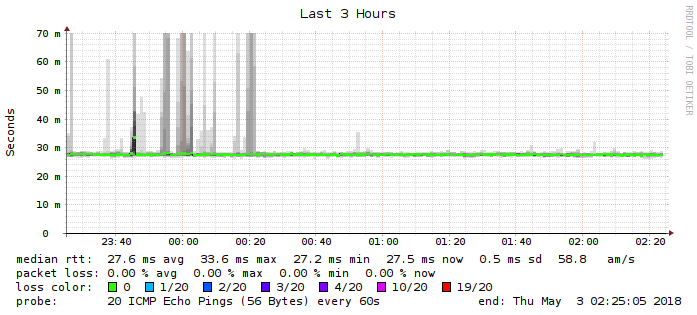 Last 3 Hours
RRDTOOL / TOBI OETIKER
Seconds
70 m
60 m
50 m
40 m
30 m
20 m
10 m
0
23:40 00:00 00:20 00:40 01:00 01:20 01:40 02:00 02:20
median rtt: 27.6 ms avg 33.6 ms max 27.2 ms min 27.5 ms now 0.5 ms sd 58.8 am/s
packet loss: 0.00 % avg 0.00 % max 0.00 % min 0.00 % now
loss color: 0 1/20 2/20 3/20 4/20 10/20 19/20
probe: 20 ICMP Echo Pings (56 Bytes) every 60s end: Thu May 3 02:25:05 2018